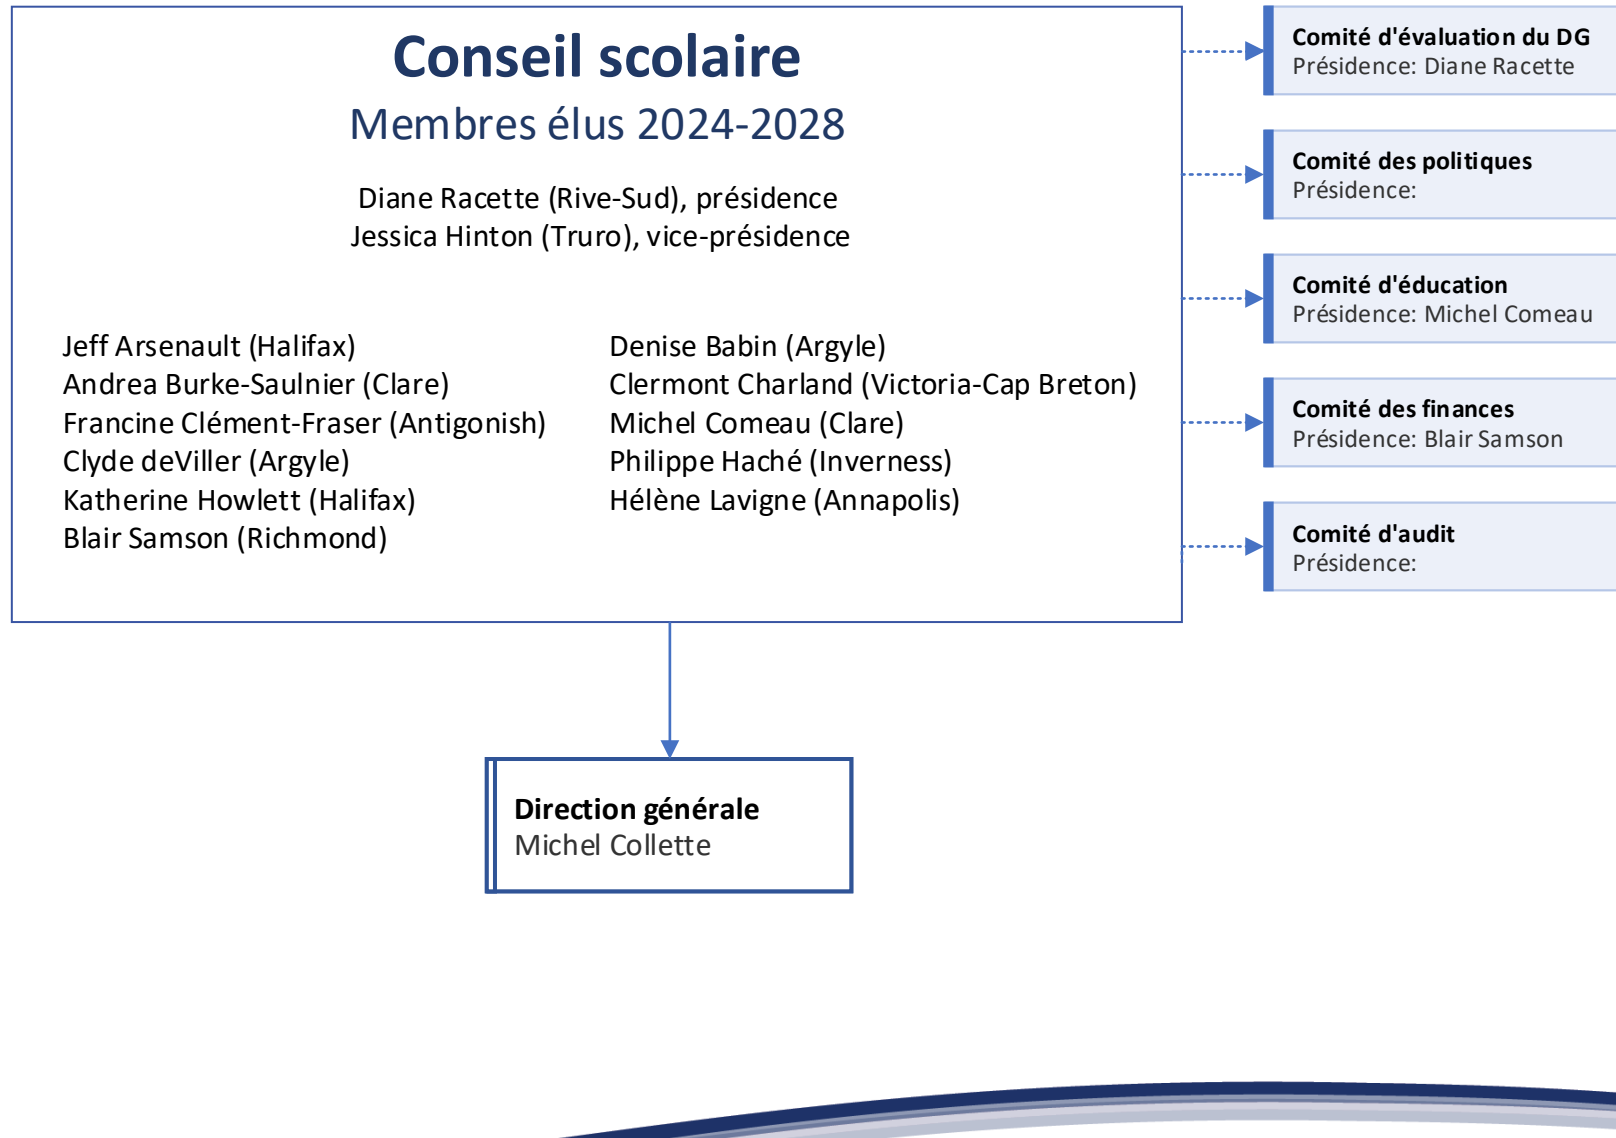 Conseil scolaire
Membres élus 2024-2028
Diane Racette (Rive-Sud), présidence
Jessica Hinton (Truro), vice-présidence
Jeff Arsenault (Halifax)
Andrea Burke-Saulnier (Clare)
Francine Clément-Fraser (Antigonish)
Clyde deViller (Argyle)
Katherine Howlett (Halifax)
Blair Samson (Richmond)
Denise Babin (Argyle)
Clermont Charland (Victoria-Cap Breton)
Michel Comeau (Clare)
Philippe Haché (Inverness)
Hélène Lavigne (Annapolis)
Comité d'évaluation du DG
Présidence: Diane Racette
Comité des politiques
Présidence:
Comité d'éducation
Présidence: Michel Comeau
Comité des finances
Présidence: Blair Samson
Comité d'audit
Présidence:
Direction générale
Michel Collette